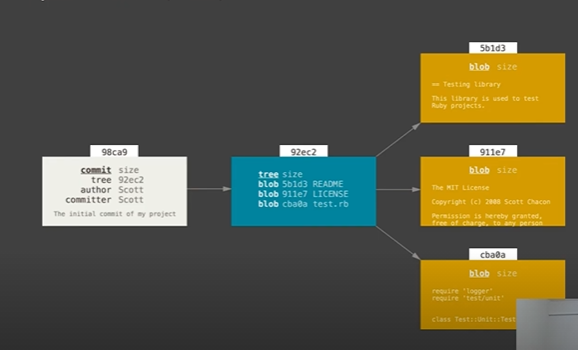 98ca9
commit size
tree 92ec2
author Scott
committer Scott
The initial commit of my project
92ec2
tree size
blob 5b1d3 README
blob 911e7 LICENSE
blob cba0a test.rb
5b1d3
blob size
== Testing library
This library is used to test
Ruby projects.
911e7
blob size
The MIT License
Copyright (c) 2008 Scott Chacon
Permission is hereby granted,
free of charge, to any person
cba0a
blob size
require 'logger'
require 'test/unit'
class Test::Unit::Test